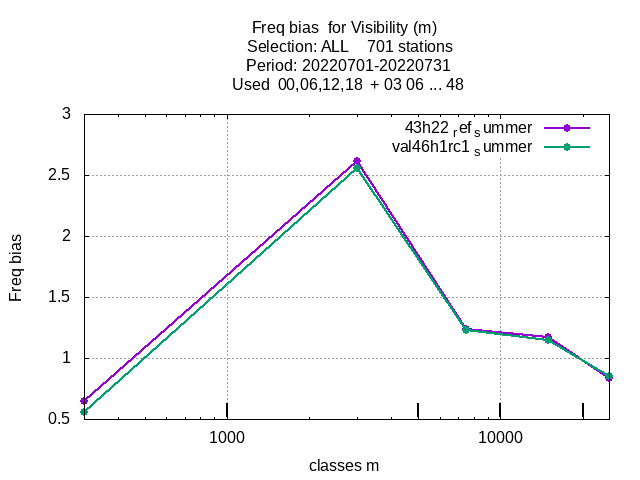 Freq bias  for Visibility (m)
Selection: ALL    701 stations
Period: 20220701-20220731
Used  00,06,12,18  + 03 06 ... 48
3
43h22 ref summer
val46h1rc1 summer
2.5
2
Freq bias
1.5
1
0.5
1000
10000
classes m